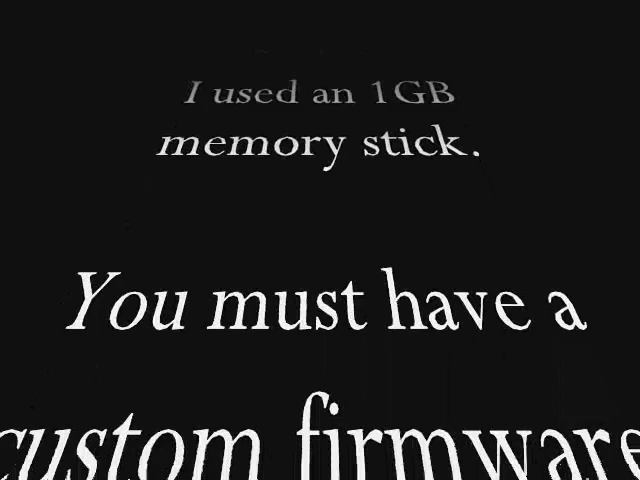 I used an 1GB
memory stick.
You must have a
custom firmware